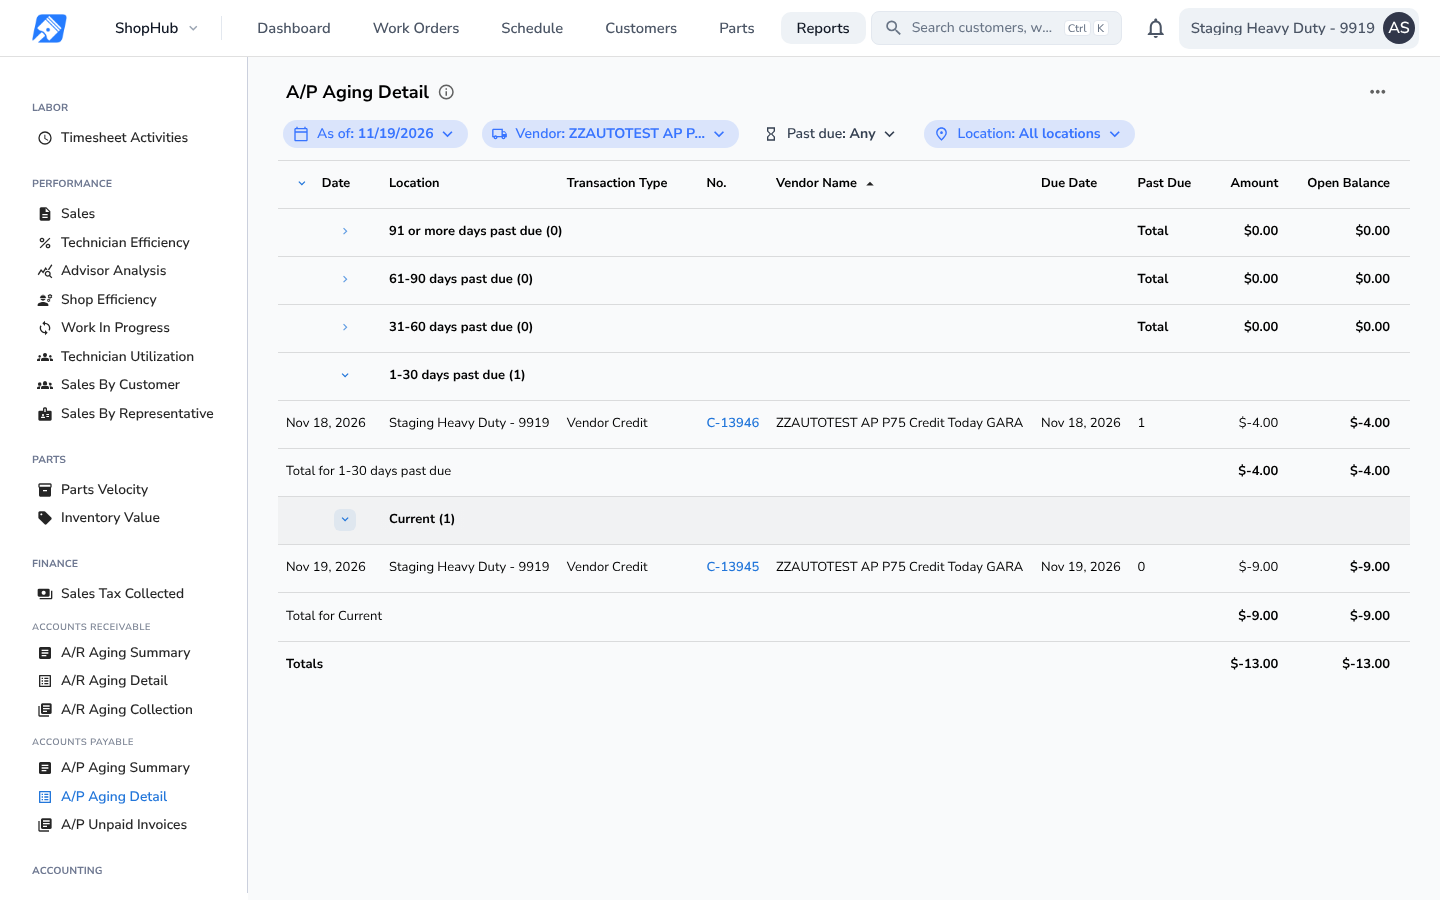 ShopHub
Dashboard
Work Orders
Schedule
Customers
Parts
Reports
Search customers, w...
Ctrl K
Staging Heavy Duty - 9919
AS
LABOR
Timesheet Activities
PERFORMANCE
Sales
Technician Efficiency
Advisor Analysis
Shop Efficiency
Work In Progress
Technician Utilization
Sales By Customer
Sales By Representative
PARTS
Parts Velocity
Inventory Value
FINANCE
Sales Tax Collected
ACCOUNTS RECEIVABLE
A/R Aging Summary
A/R Aging Detail
A/R Aging Collection
ACCOUNTS PAYABLE
A/P Aging Summary
A/P Aging Detail
A/P Unpaid Invoices
ACCOUNTING
A/P Aging Detail
As of: 11/19/2026
Vendor: ZZAUTOTEST AP P...
Past due: Any
Location: All locations
Date Location Transaction Type No. Vendor Name Due Date Past Due Amount Open Balance
91 or more days past due (0) Total $0.00 $0.00
61-90 days past due (0) Total $0.00 $0.00
31-60 days past due (0) Total $0.00 $0.00
1-30 days past due (1)
Nov 18, 2026 Staging Heavy Duty - 9919 Vendor Credit C-13946 ZZAUTOTEST AP P75 Credit Today GARA Nov 18, 2026 1 $-4.00 $-4.00
Total for 1-30 days past due $-4.00 $-4.00
Current (1)
Nov 19, 2026 Staging Heavy Duty - 9919 Vendor Credit C-13945 ZZAUTOTEST AP P75 Credit Today GARA Nov 19, 2026 0 $-9.00 $-9.00
Total for Current $-9.00 $-9.00
Totals $-13.00 $-13.00